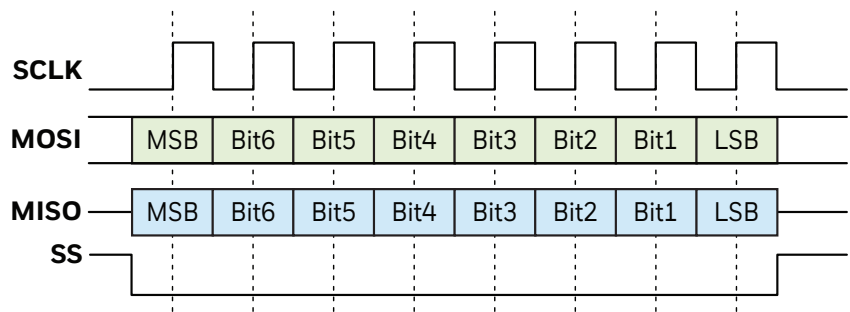 SCLK
MOSI MSB Bit6 Bit5 Bit4 Bit3 Bit2 Bit1 LSB
MISO MSB Bit6 Bit5 Bit4 Bit3 Bit2 Bit1 LSB
SS